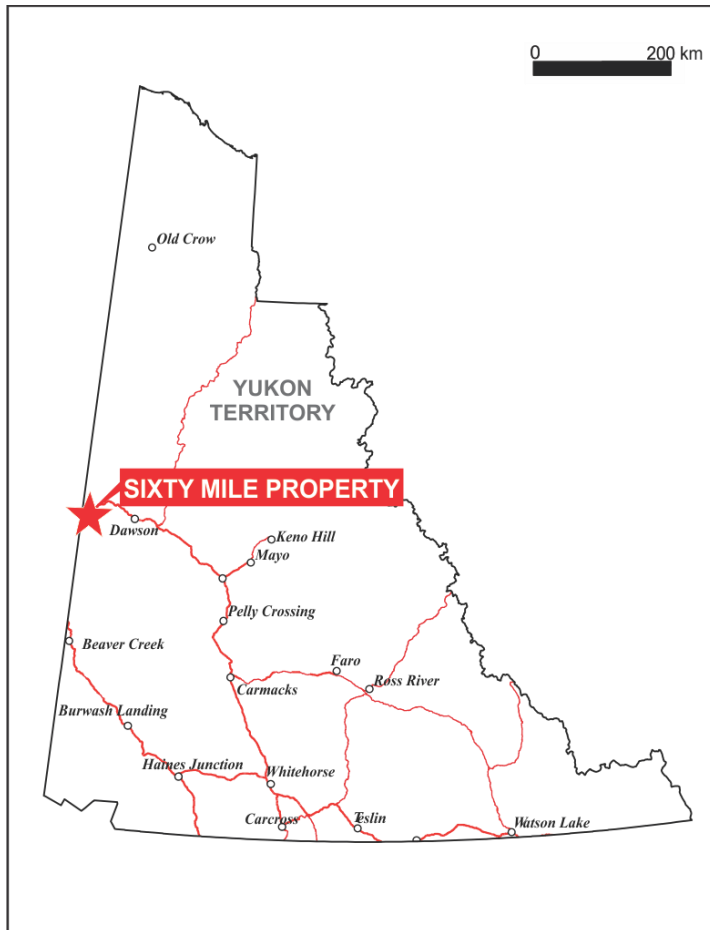 0 200 km
Old Crow
YUKON
TERRITORY
SIXTY MILE PROPERTY
Dawson
Keno Hill
Mayo
Pelly Crossing
Beaver Creek
Faro
Ross River
Carmacks
Burwash Landing
Haines Junction
Whitehorse
Carcross
Teslin
Watson Lake